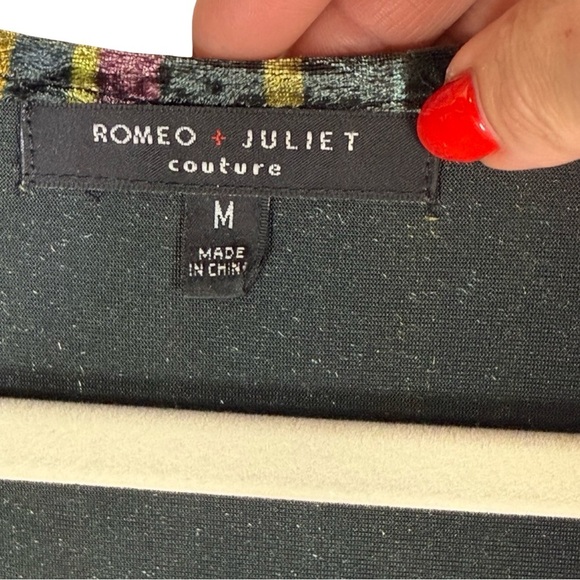 ROMEO + JULIET
couture
M
MADE
IN CHINA